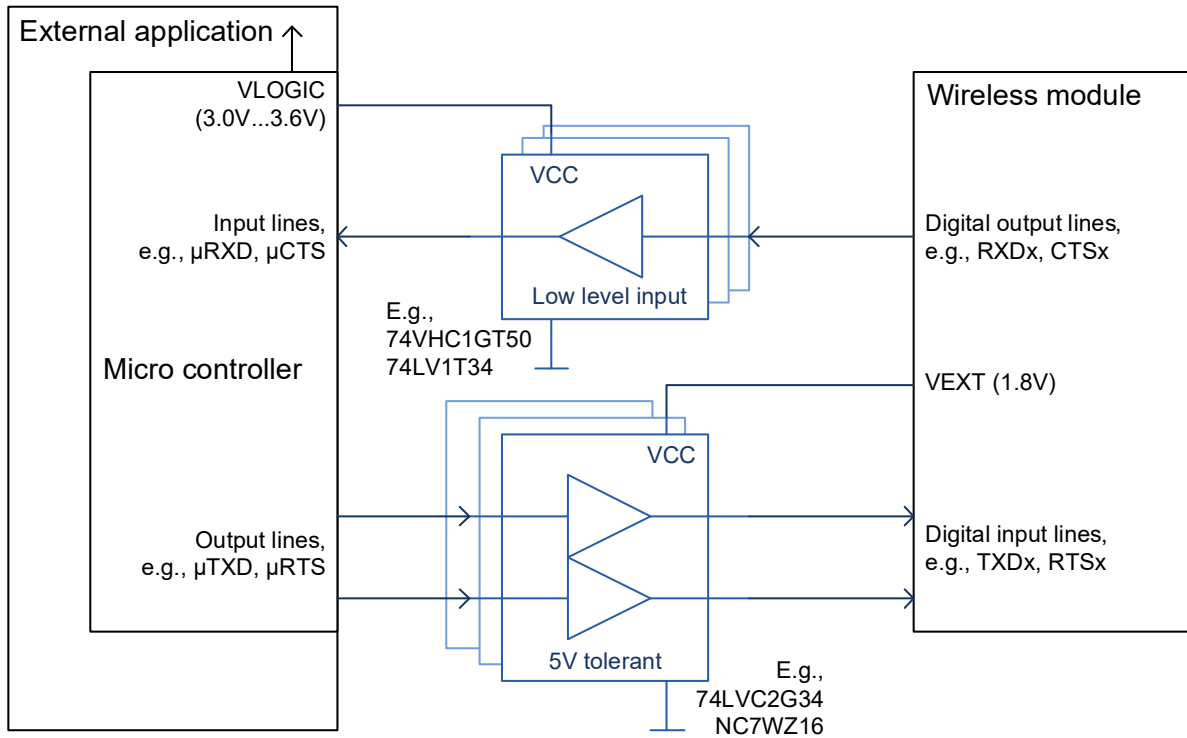 External application
VLOGIC
(3.0V...3.6V)
Wireless module
VCC
Input lines,
e.g., µRXD, µCTS
Digital output lines,
e.g., RXDx, CTSx
Low level input
E.g.,
74VHC1GT50
74LV1T34
Micro controller
VEXT (1.8V)
VCC
Output lines,
e.g., µTXD, µRTS
Digital input lines,
e.g., TXDx, RTSx
5V tolerant
E.g.,
74LVC2G34
NC7WZ16